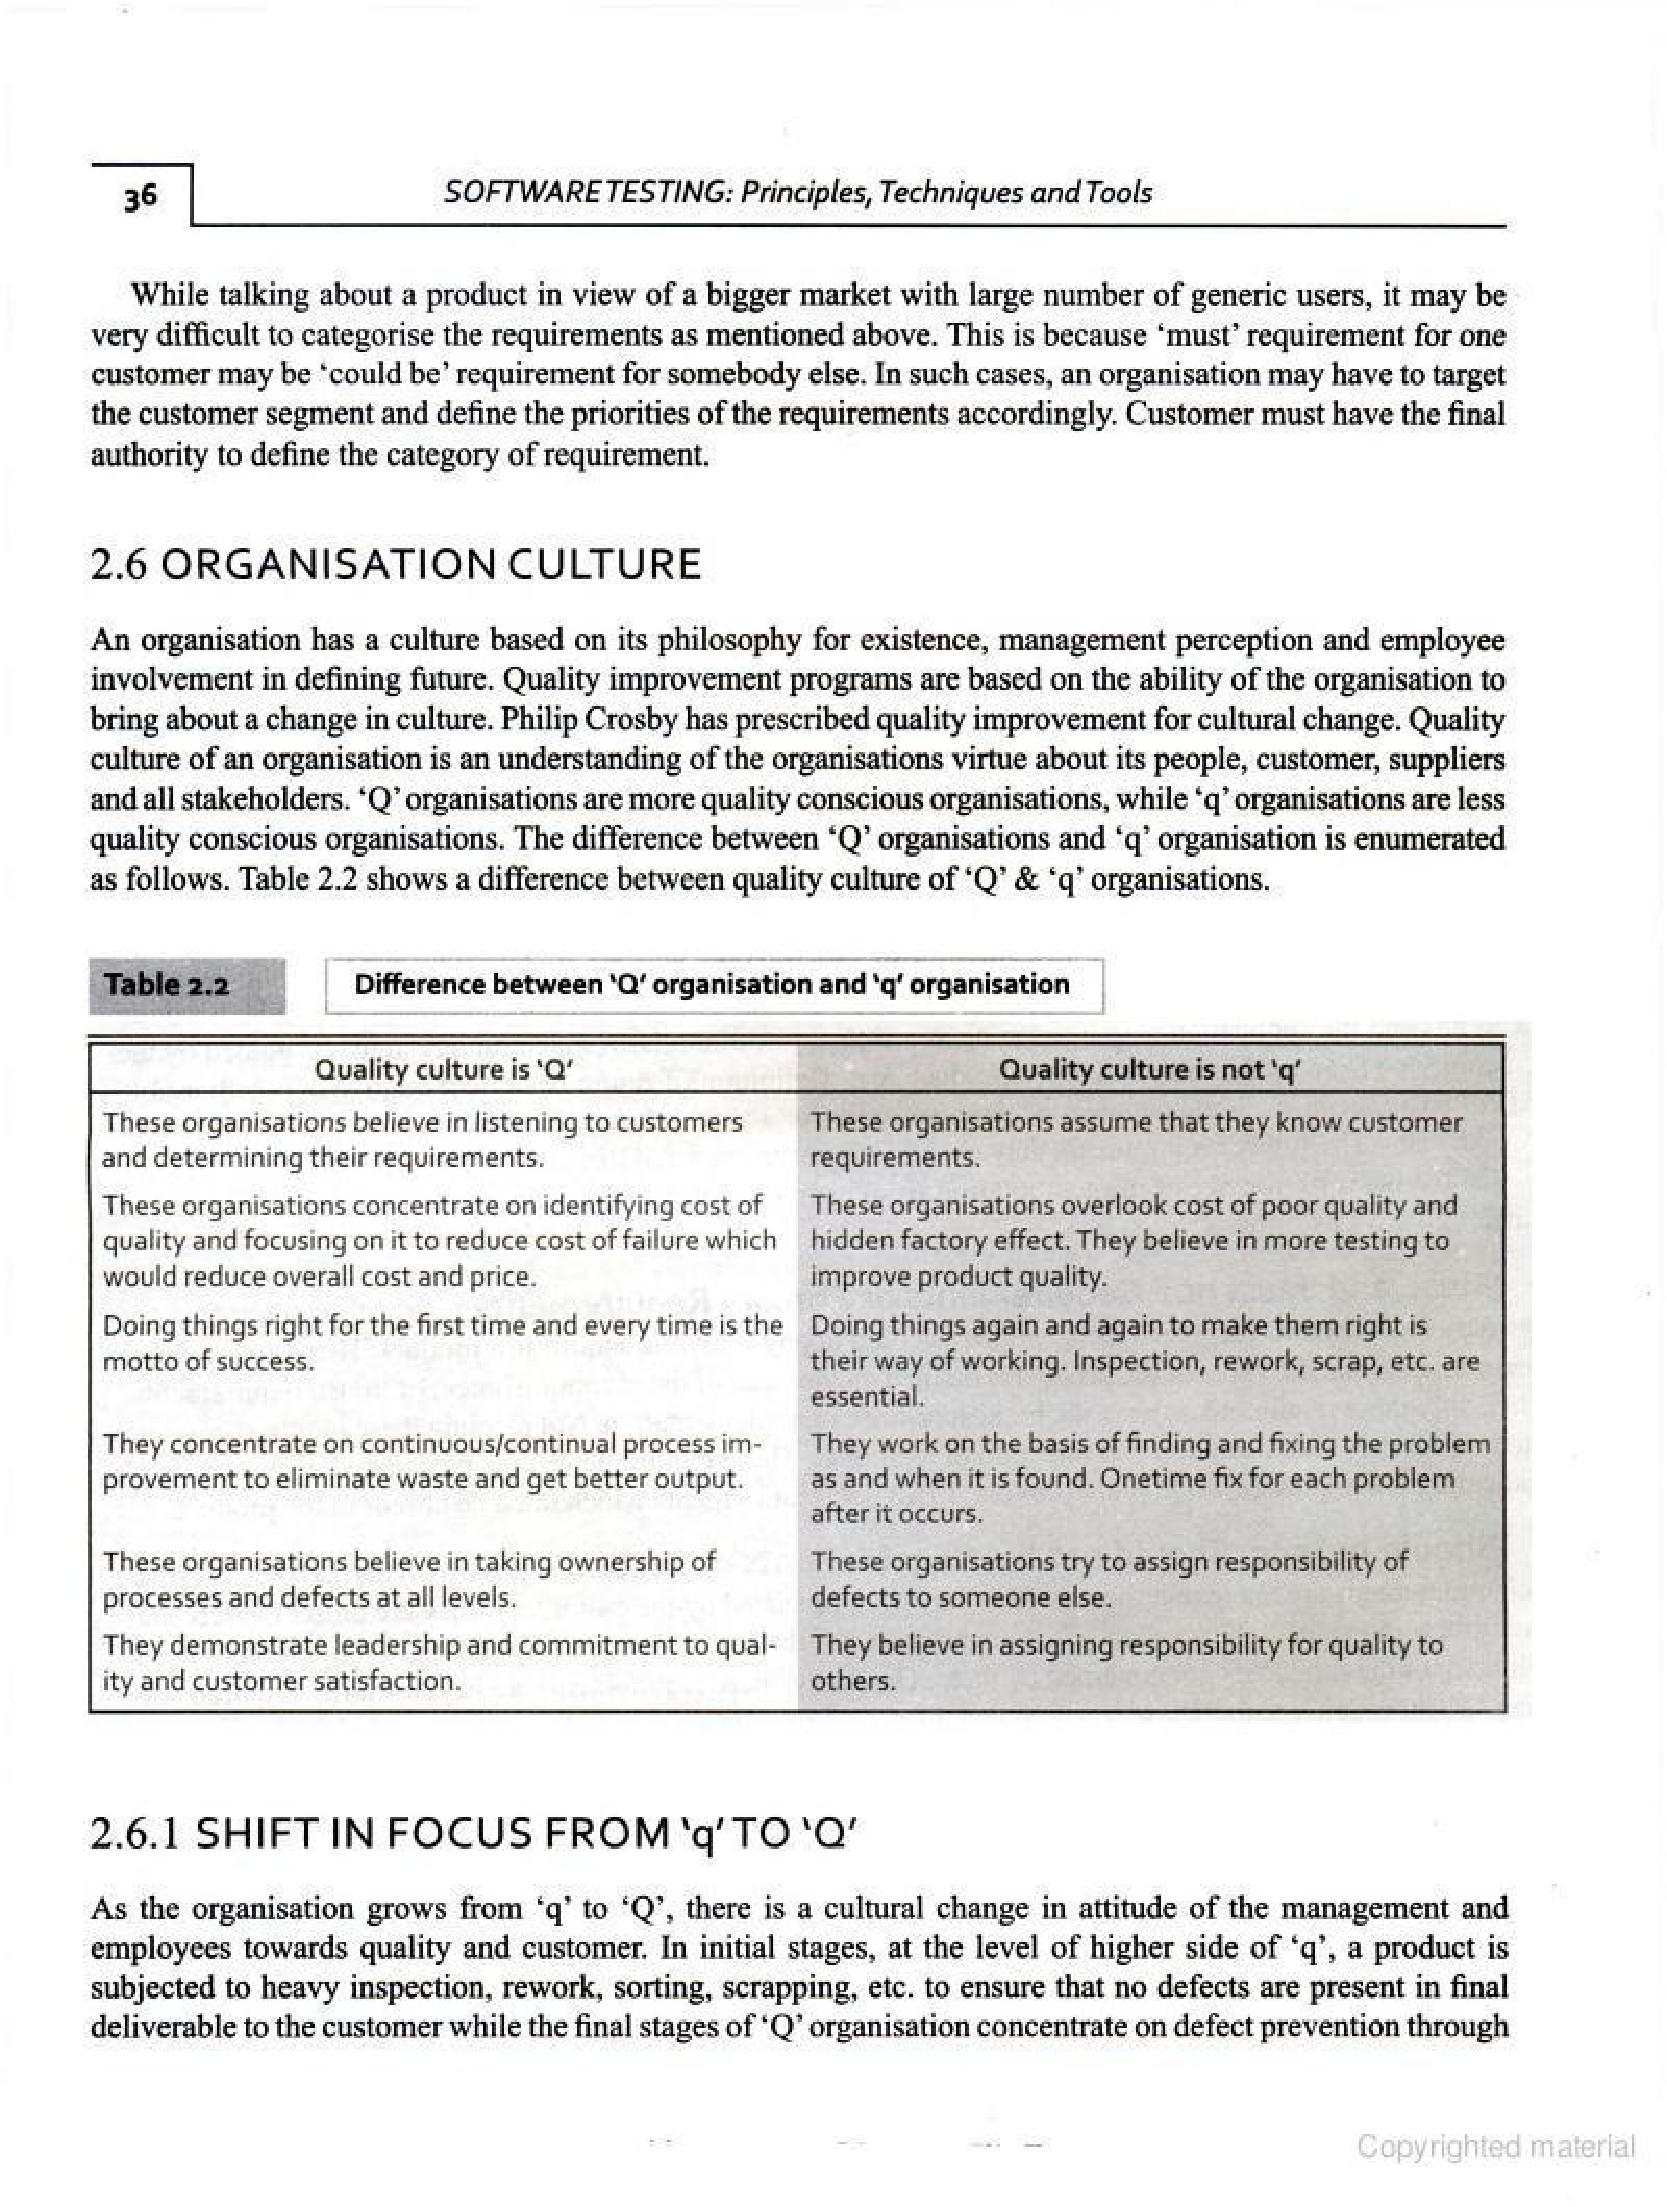 36
SOFTWARE TESTING: Principles, Techniques and Tools
While talking about a product in view of a bigger market with large number of generic users, it may be
very difficult to categorise the requirements as mentioned above. This is because ‘must’ requirement for one
customer may be ‘could be’ requirement for somebody else. In such cases, an organisation may have to target
the customer segment and define the priorities of the requirements accordingly. Customer must have the final
authority to define the category of requirement.
2.6 ORGANISATION CULTURE
An organisation has a culture based on its philosophy for existence, management perception and employee
involvement in defining future. Quality improvement programs are based on the ability of the organisation to
bring about a change in culture. Philip Crosby has prescribed quality improvement for cultural change. Quality
culture of an organisation is an understanding of the organisations virtue about its people, customer, suppliers
and all stakeholders. ‘Q’ organisations are more quality conscious organisations, while ‘q’ organisations are less
quality conscious organisations. The difference between ‘Q’ organisations and ‘q’ organisation is enumerated
as follows. Table 2.2 shows a difference between quality culture of ‘Q’ & ‘q’ organisations.
Table 2.2
Difference between ‘Q’ organisation and ‘q’ organisation
Quality culture is ‘Q’
Quality culture is not ‘q’
These organisations believe in listening to customers
and determining their requirements.
These organisations assume that they know customer
requirements.
These organisations concentrate on identifying cost of
quality and focusing on it to reduce cost of failure which
would reduce overall cost and price.
These organisations overlook cost of poor quality and
hidden factory effect. They believe in more testing to
improve product quality.
Doing things right for the first time and every time is the
motto of success.
Doing things again and again to make them right is
their way of working. Inspection, rework, scrap, etc. are
essential.
They concentrate on continuous/continual process im-
provement to eliminate waste and get better output.
They work on the basis of finding and fixing the problem
as and when it is found. Onetime fix for each problem
after it occurs.
These organisations believe in taking ownership of
processes and defects at all levels.
These organisations try to assign responsibility of
defects to someone else.
They demonstrate leadership and commitment to qual-
ity and customer satisfaction.
They believe in assigning responsibility for quality to
others.
2.6.1 SHIFT IN FOCUS FROM ‘q’ TO ‘Q’
As the organisation grows from ‘q’ to ‘Q’, there is a cultural change in attitude of the management and
employees towards quality and customer. In initial stages, at the level of higher side of ‘q’, a product is
subjected to heavy inspection, rework, sorting, scrapping, etc. to ensure that no defects are present in final
deliverable to the customer while the final stages of ‘Q’ organisation concentrate on defect prevention through
Copyrighted material